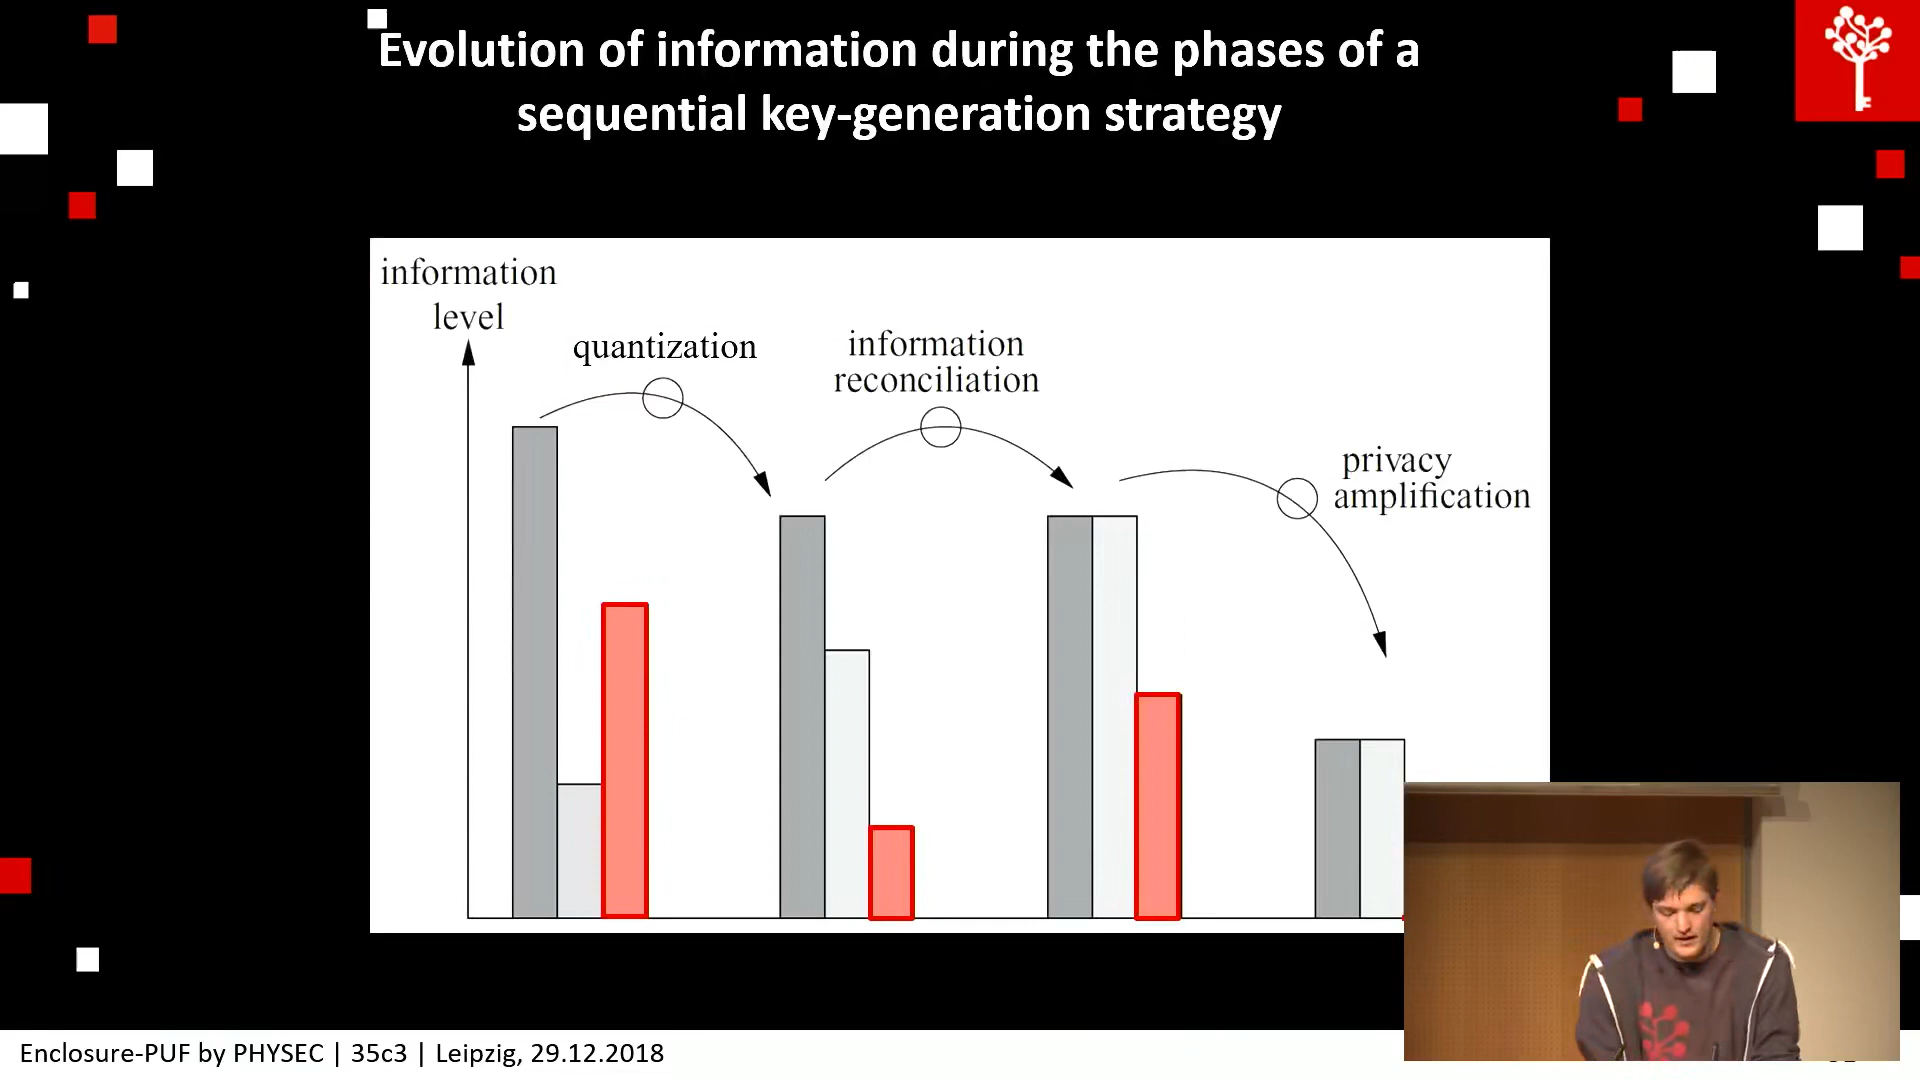 Evolution of information during the phases of a
sequential key-generation strategy
information
level
quantization
information
reconciliation
privacy
amplification
Enclosure-PUF by PHYSEC | 35c3 | Leipzig, 29.12.2018